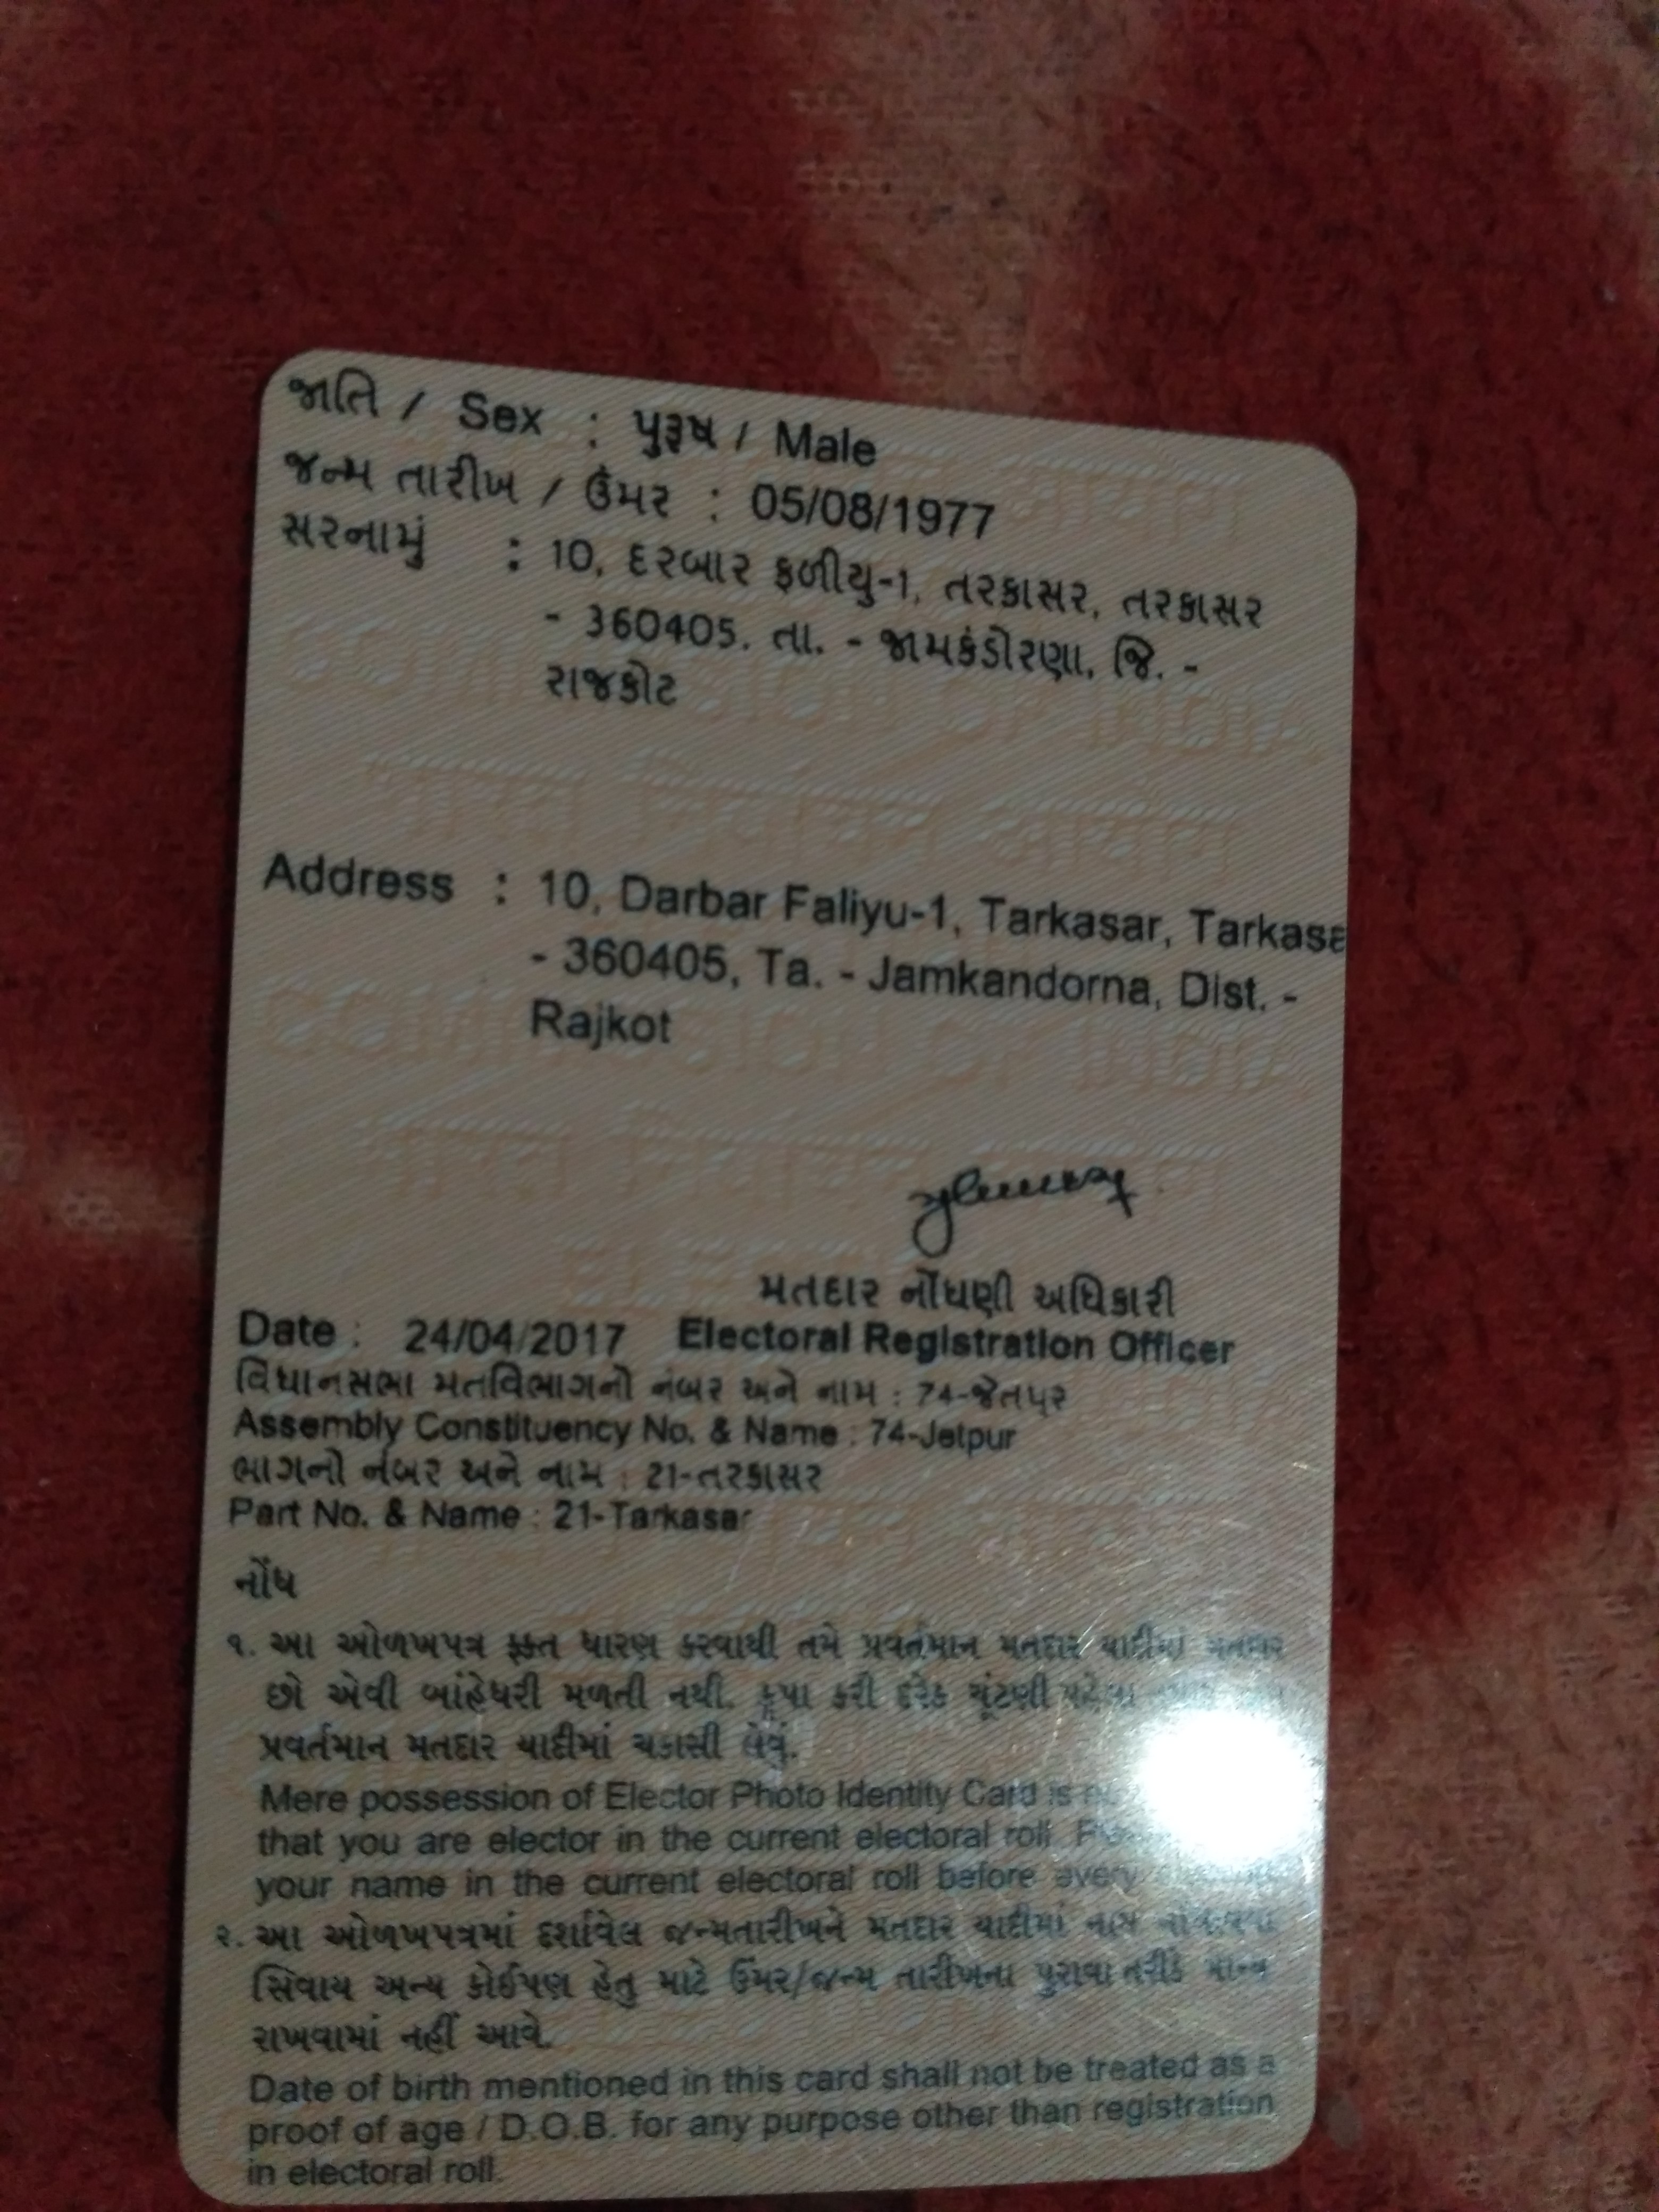 જાતિ / Sex : પુરૂષ / Male
જન્મ તારીખ / ઉંમર : 05/08/1977
સરનામું : 10, દરબાર ફળીયુ-1, તરકાસર, તરકાસર
- 360405, તા. - જામકંડોરણા, જિ. -
રાજકોટ
Address : 10, Darbar Faliyu-1, Tarkasar, Tarkasa
- 360405, Ta. - Jamkandorna, Dist. -
Rajkot
મતદાર નોંધણી અધિકારી
Date : 24/04/2017 Electoral Registration Officer
વિધાનસભા મતવિભાગનો નંબર અને નામ : 74-જેતપુર
Assembly Constituency No. & Name : 74-Jetpur
ભાગનો નંબર અને નામ : 21-તરકાસર
Part No. & Name : 21-Tarkasar
નોંધ
૧. આ ઓળખપત્ર ફક્ત ધારણ કરવાથી તમે પ્રવર્તમાન મતદાર યાદીમાં મતદાર
છો એવી બાંહેધરી મળતી નથી. કૃપા કરી દરેક ચૂંટણી પહેલા
પ્રવર્તમાન મતદાર યાદીમાં ચકાસી લેવું.
Mere possession of Elector Photo Identity Card is
that you are elector in the current electoral roll.
your name in the current electoral roll before every
૨. આ ઓળખપત્રમાં દર્શાવેલ જન્મતારીખને મતદાર યાદીમાં નામ
સિવાય અન્ય કોઈપણ હેતુ માટે ઉંમર/જન્મ તારીખના પુરાવા તરીકે માન્ય
રાખવામાં નહીં આવે.
Date of birth mentioned in this card shall not be treated as a
proof of age / D.O.B. for any purpose other than registration
in electoral roll.